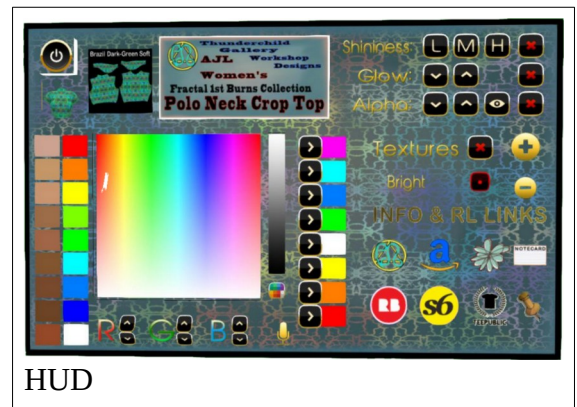 Brazil Dark-Green Soft
Thunderchild
Gallery
AJL Workshop
Designs
Women's
Fractal 1st Burns Collection
Polo Neck Crop Top
Shininess: L M H
Glow:
Alpha:
Textures
Bright
INFO & RL LINKS
NOTECARD
RB
S6
TEEPUBLIC
R G B
HUD